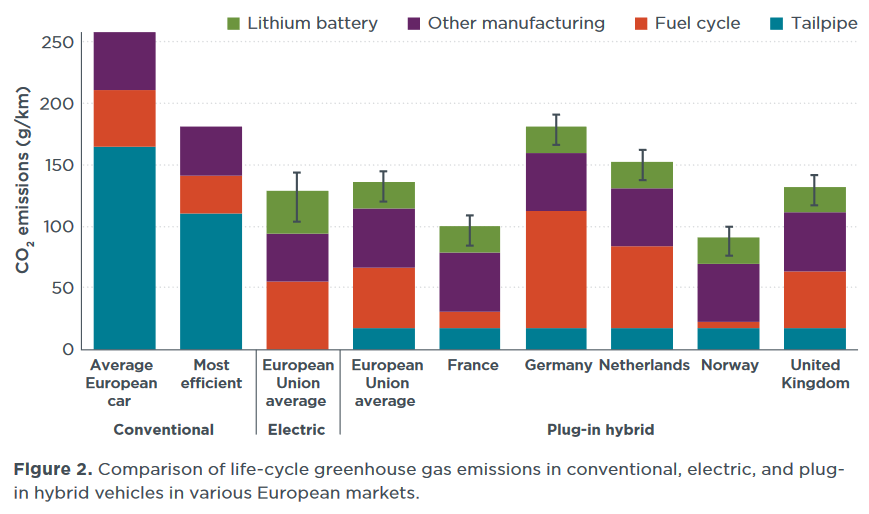 Lithium battery Other manufacturing Fuel cycle Tailpipe
CO2 emissions (g/km)
250
200
150
100
50
0
Average European car
Most efficient
European Union average
European Union average
France
Germany
Netherlands
Norway
United Kingdom
Conventional
Electric
Plug-in hybrid
Figure 2. Comparison of life-cycle greenhouse gas emissions in conventional, electric, and plug-
in hybrid vehicles in various European markets.